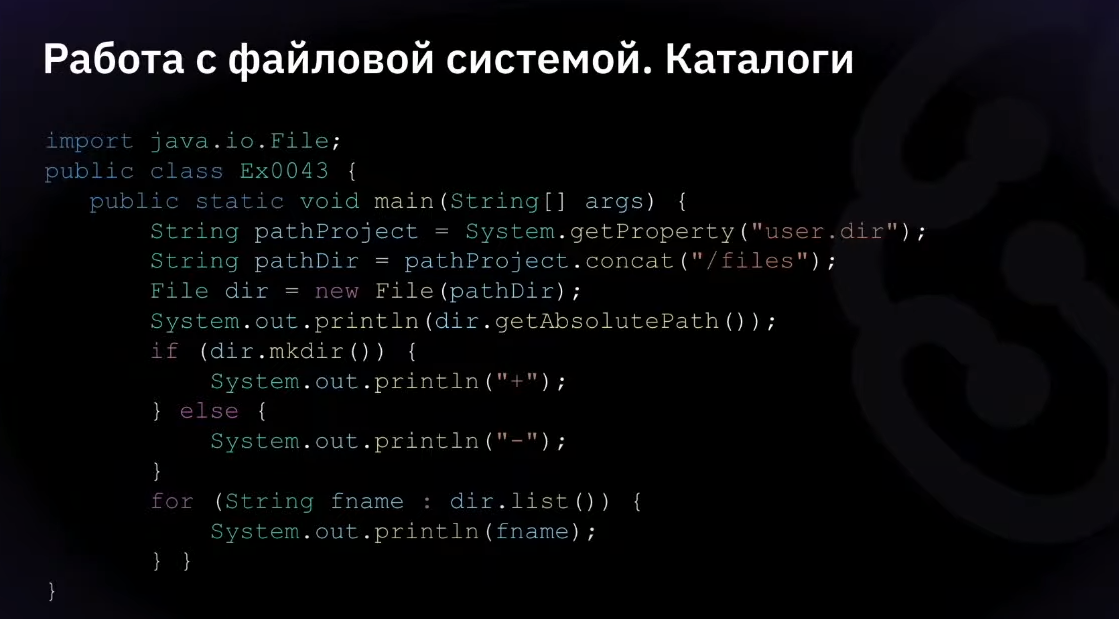 Работа с файловой системой. Каталоги
import java.io.File;
public class Ex0043 {
public static void main(String[] args) {
String pathProject = System.getProperty("user.dir");
String pathDir = pathProject.concat("/files");
File dir = new File(pathDir);
System.out.println(dir.getAbsolutePath());
if (dir.mkdir()) {
System.out.println("+");
} else {
System.out.println("-");
}
for (String fname : dir.list()) {
System.out.println(fname);
} }
}